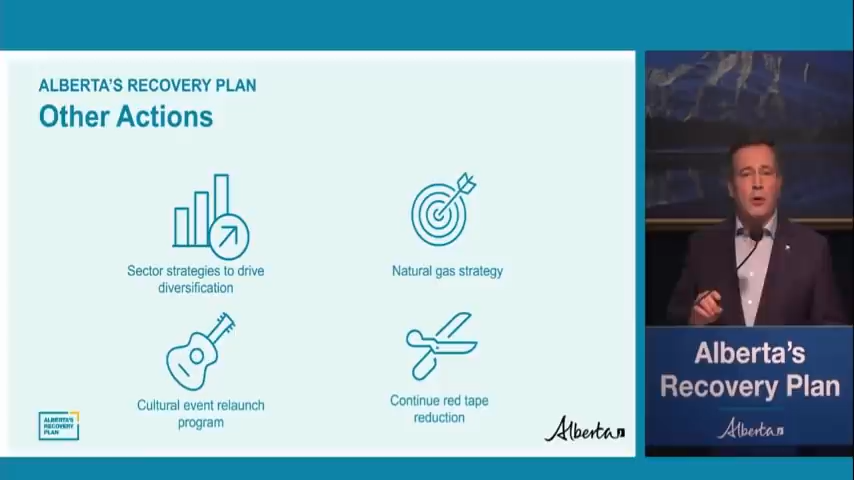 ALBERTA'S RECOVERY PLAN
Other Actions
Sector strategies to drive
diversification
Natural gas strategy
Cultural event relaunch
program
Continue red tape
reduction
ALBERTA'S
RECOVERY
PLAN
Alberta
Alberta's
Recovery Plan
Alberta